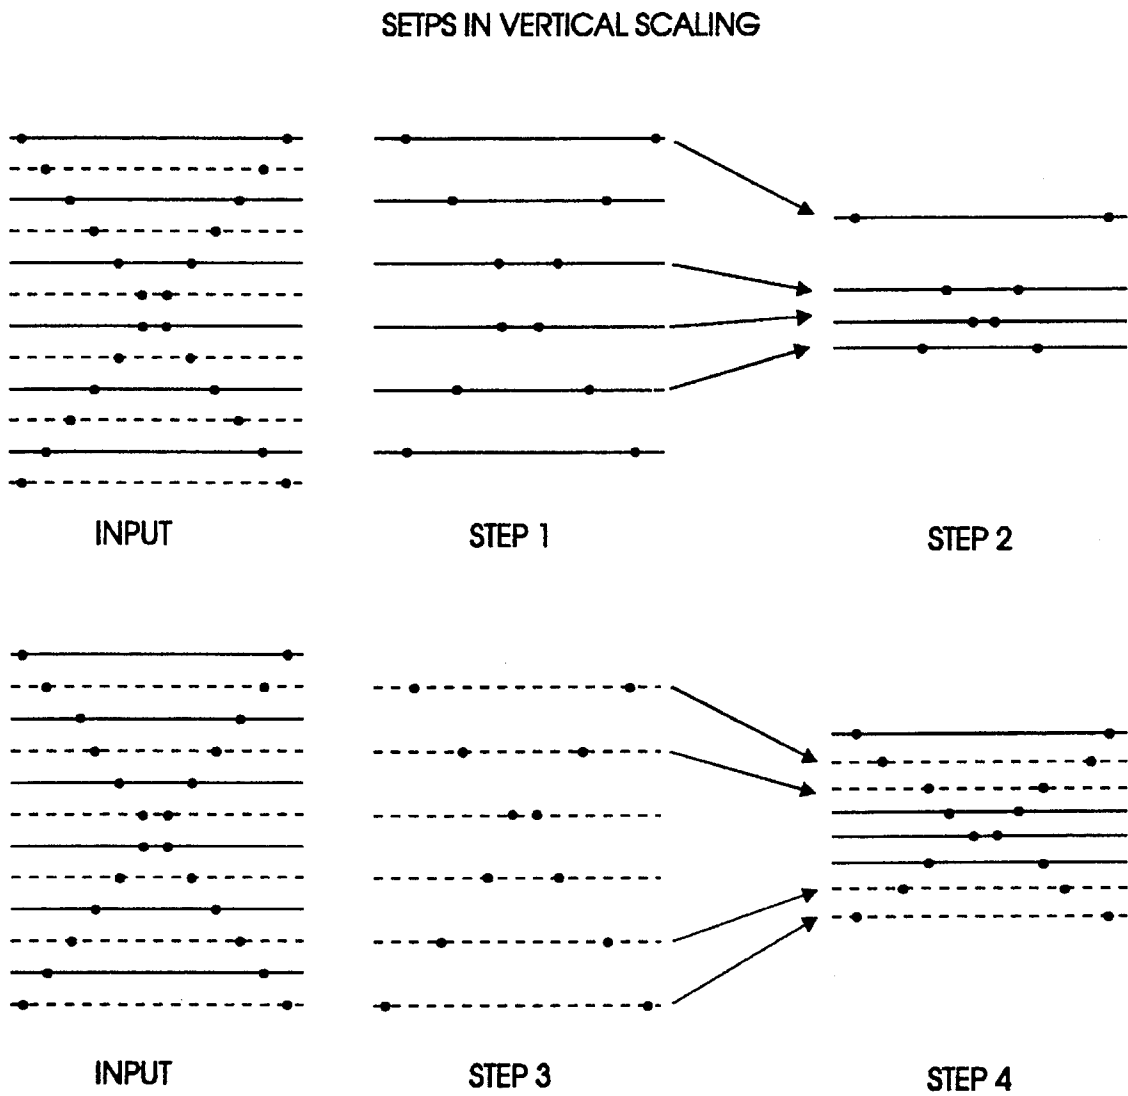 SETPS IN VERTICAL SCALING
INPUT
STEP 1
STEP 2
INPUT
STEP 3
STEP 4